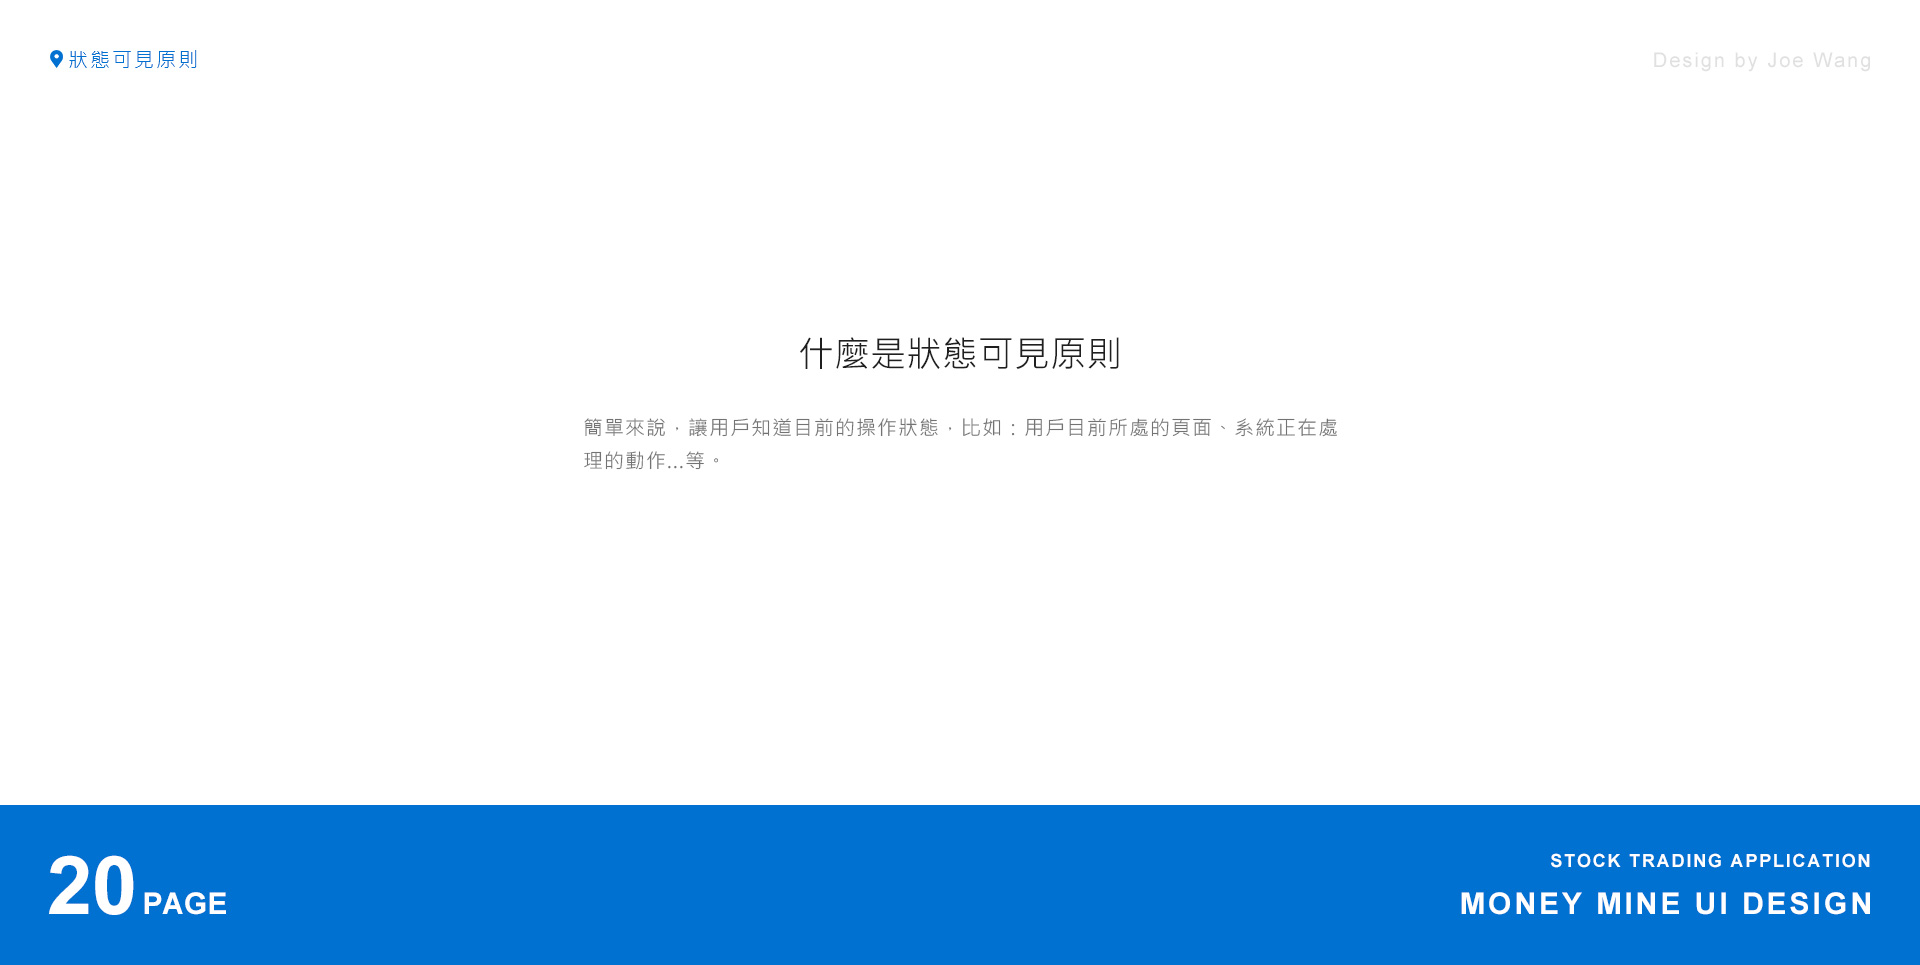 狀態可見原則
Design by Joe Wang
什麼是狀態可見原則
簡單來說，讓用戶知道目前的操作狀態，比如：用戶目前所處的頁面、系統正在處
理的動作...等。
20 PAGE
STOCK TRADING APPLICATION
MONEY MINE UI DESIGN